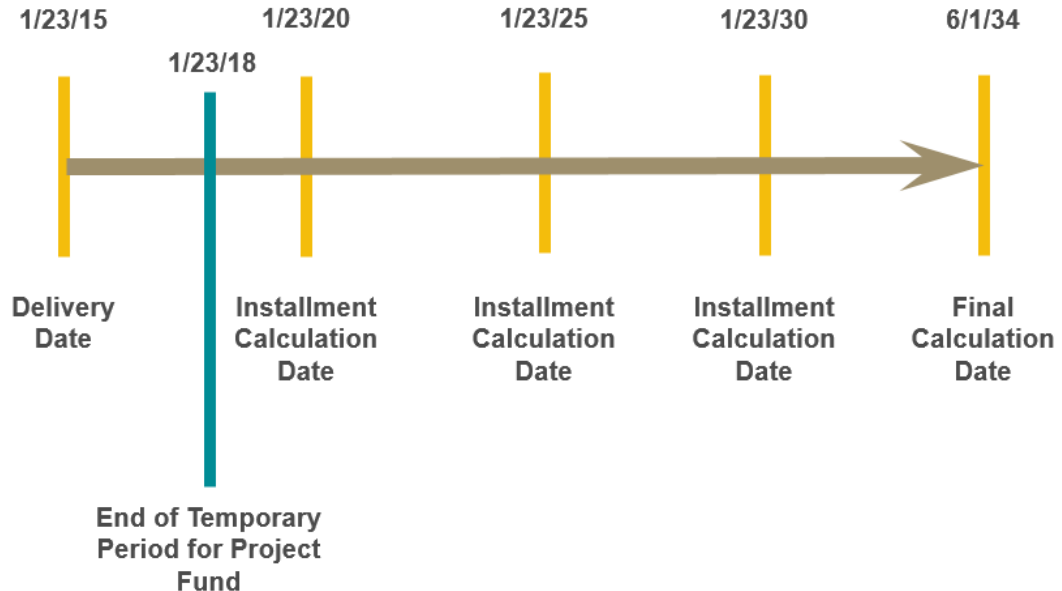 1/23/15
1/23/20
1/23/25
1/23/30
6/1/34
1/23/18
Delivery
Date
Installment
Calculation
Date
Installment
Calculation
Date
Installment
Calculation
Date
Final
Calculation
Date
End of Temporary
Period for Project
Fund